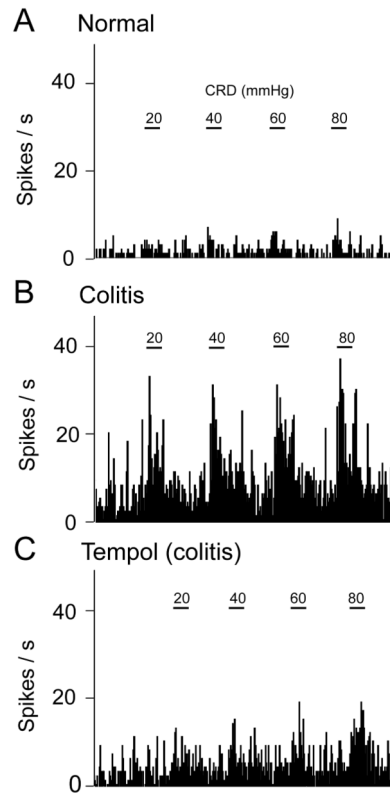 A Normal
CRD (mmHg)
20 40 60 80
40
20
0
Spikes / s
B Colitis
20 40 60 80
40
20
0
Spikes / s
C Tempol (colitis)
20 40 60 80
40
20
0
Spikes / s